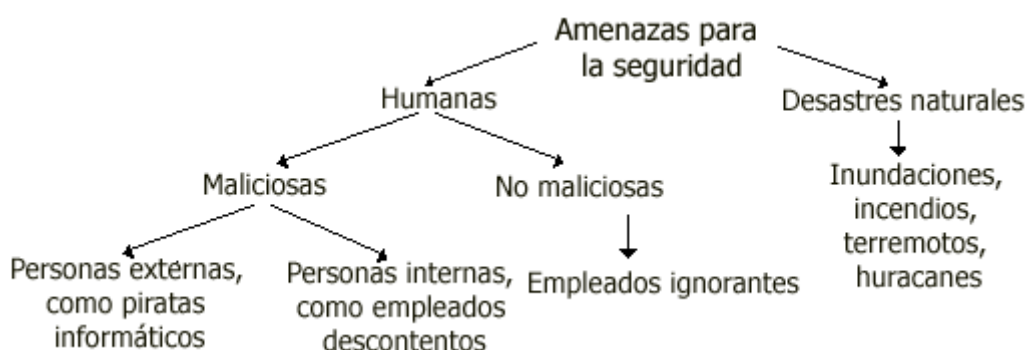 Amenazas para
la seguridad
Humanas
Desastres naturales
Maliciosas
No maliciosas
Inundaciones,
incendios,
terremotos,
huracanes
Personas externas,
como piratas
informáticos
Personas internas,
como empleados
descontentos
Empleados ignorantes